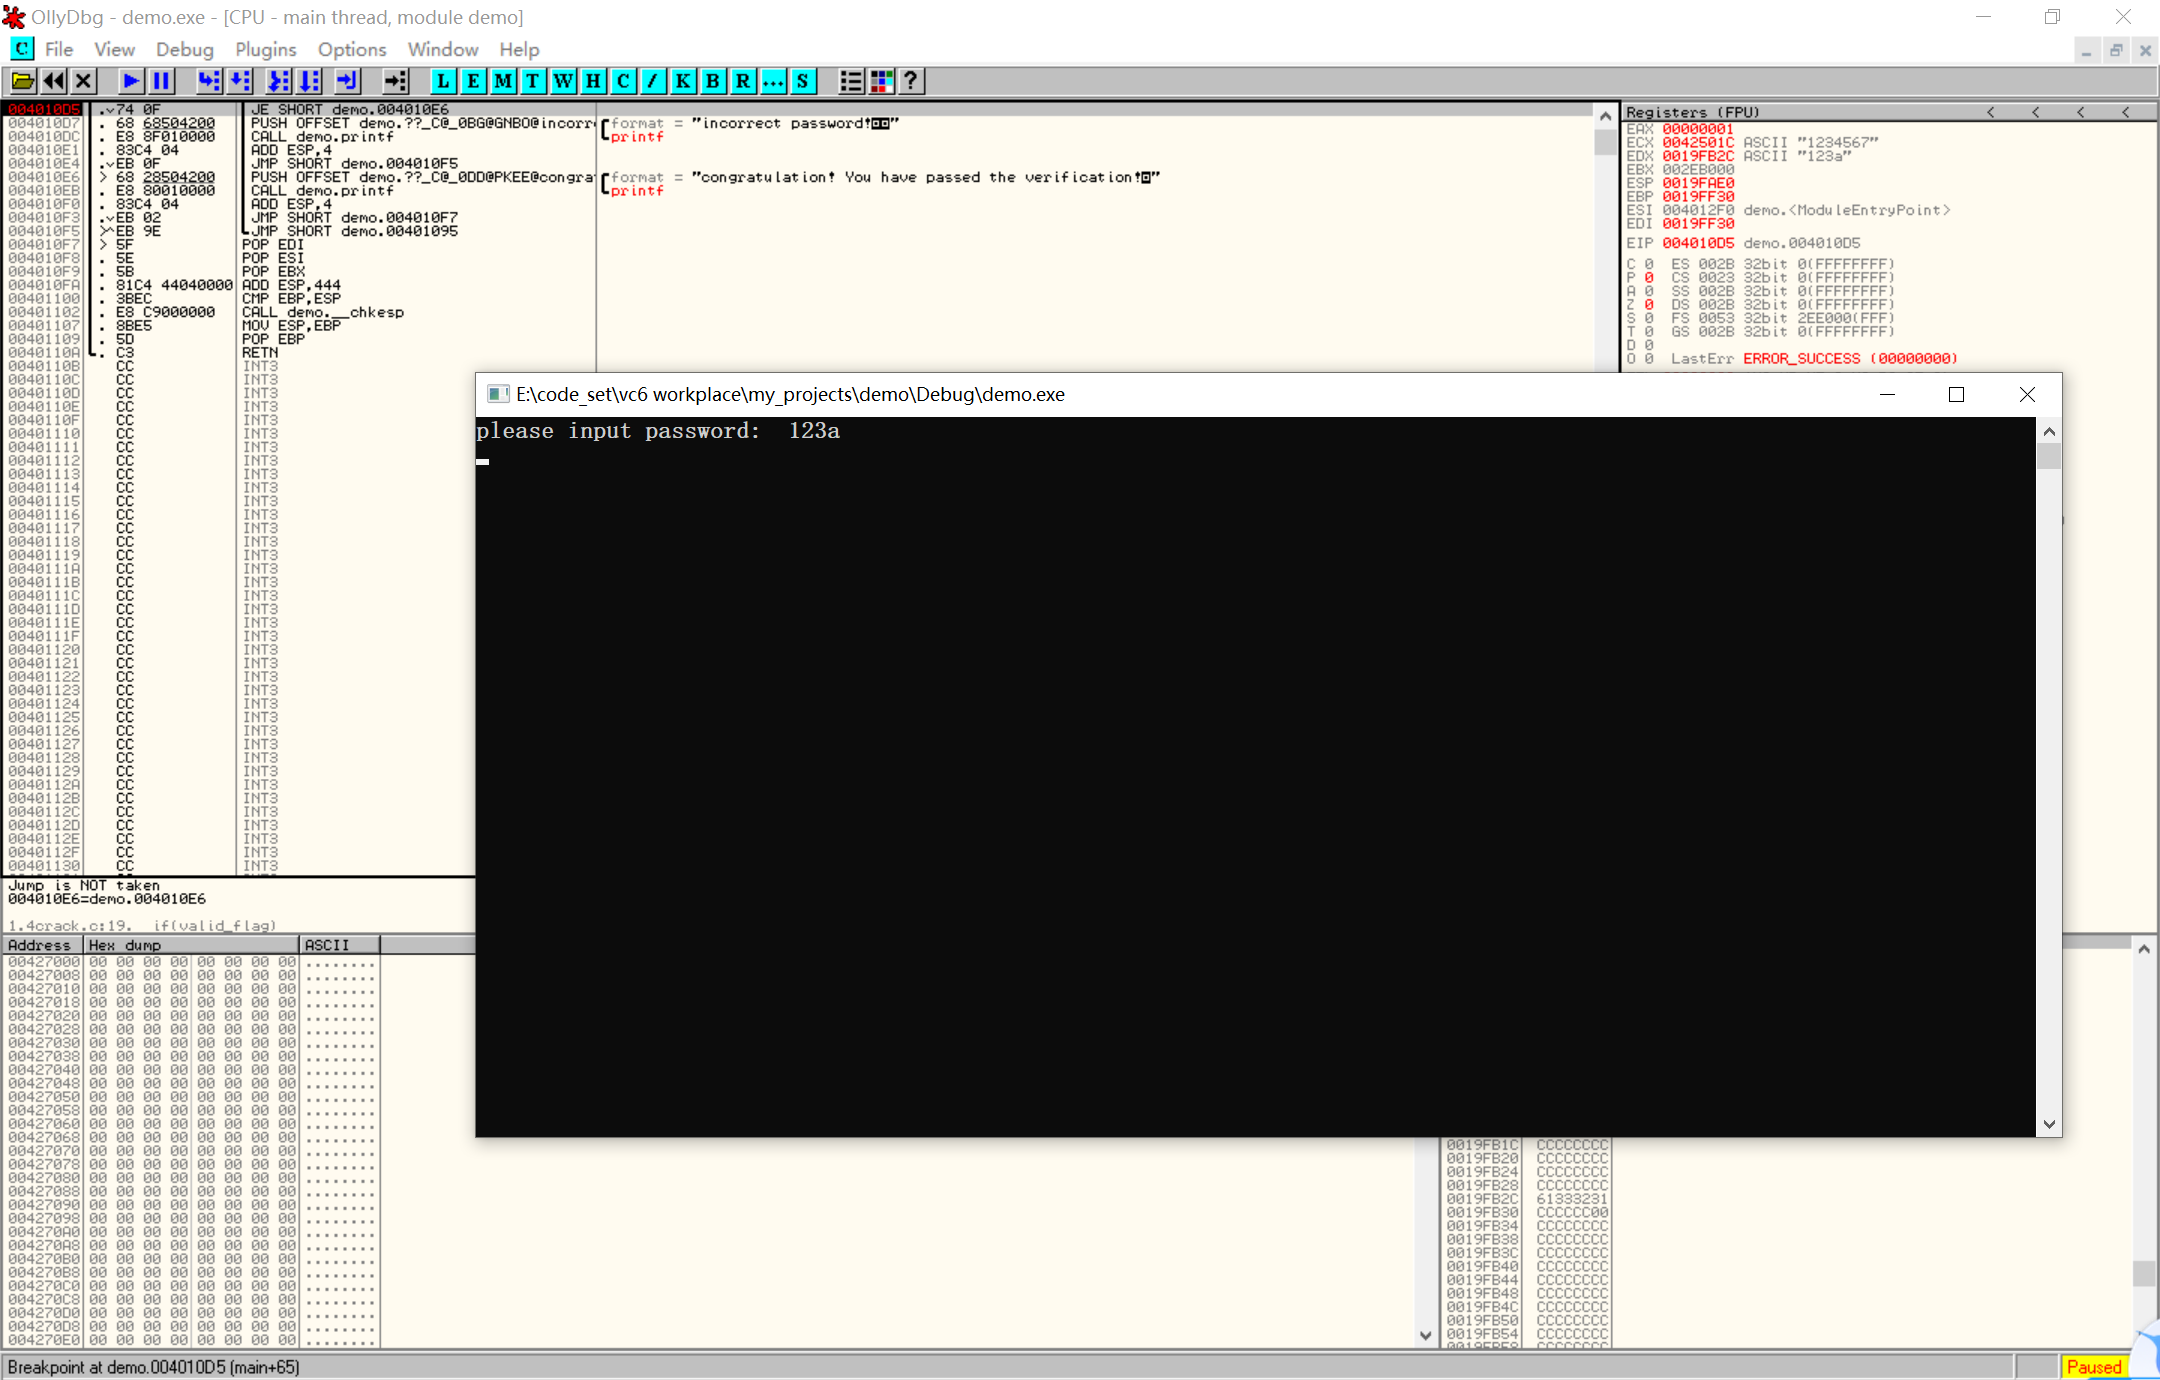 OllyDbg - demo.exe - [CPU - main thread, module demo]
C File View Debug Plugins Options Window Help
L E M T W H C / K B R ... S ?
004010D5 .v 74 0F JE SHORT demo.004010E6
004010D7 . 68 68504200 PUSH OFFSET demo.??_C@_0BG@GNBO@incorr format = "incorrect password!"
004010DC . E8 8F010000 CALL demo.printf printf
004010E1 . 83C4 04 ADD ESP,4
004010E4 .v EB 0F JMP SHORT demo.004010F5
004010E6 > 68 28504200 PUSH OFFSET demo.??_C@_0DD@PKEE@congra format = "congratulation! You have passed the verification!"
004010EB . E8 80010000 CALL demo.printf printf
004010F0 . 83C4 04 ADD ESP,4
004010F3 .v EB 02 JMP SHORT demo.004010F7
004010F5 >^ EB 9E JMP SHORT demo.00401095
004010F7 > 5F POP EDI
004010F8 . 5E POP ESI
004010F9 . 5B POP EBX
004010FA . 81C4 44040000 ADD ESP,444
00401100 . 3BEC CMP EBP,ESP
00401102 . E8 C9000000 CALL demo.__chkesp
00401107 . 8BE5 MOV ESP,EBP
00401109 . 5D POP EBP
0040110A . C3 RETN
0040110B CC INT3
0040110C CC INT3
0040110D CC INT3
0040110E CC INT3
0040110F CC INT3
00401110 CC INT3
00401111 CC INT3
00401112 CC INT3
00401113 CC INT3
00401114 CC INT3
00401115 CC INT3
00401116 CC INT3
00401117 CC INT3
00401118 CC INT3
00401119 CC INT3
0040111A CC INT3
0040111B CC INT3
0040111C CC INT3
0040111D CC INT3
0040111E CC INT3
0040111F CC INT3
00401120 CC INT3
00401121 CC INT3
00401122 CC INT3
00401123 CC INT3
00401124 CC INT3
00401125 CC INT3
00401126 CC INT3
00401127 CC INT3
00401128 CC INT3
00401129 CC INT3
0040112A CC INT3
0040112B CC INT3
0040112C CC INT3
0040112D CC INT3
0040112E CC INT3
0040112F CC INT3
00401130 CC INT3
Jump is NOT taken
004010E6=demo.004010E6
1.4crack.c:19. if(valid_flag)
Registers (FPU) < < < <
EAX 00000001
ECX 0042501C ASCII "1234567"
EDX 0019FB2C ASCII "123a"
EBX 002EB000
ESP 0019FAE0
EBP 0019FF30
ESI 004012F0 demo.<ModuleEntryPoint>
EDI 0019FF30
EIP 004010D5 demo.004010D5
C 0 ES 002B 32bit 0(FFFFFFFF)
P 0 CS 0023 32bit 0(FFFFFFFF)
A 0 SS 002B 32bit 0(FFFFFFFF)
Z 0 DS 002B 32bit 0(FFFFFFFF)
S 0 FS 0053 32bit 2EE000(FFF)
T 0 GS 002B 32bit 0(FFFFFFFF)
D 0
O 0 LastErr ERROR_SUCCESS (00000000)
E:\code_set\vc6 workplace\my_projects\demo\Debug\demo.exe
please input password: 123a
Address Hex dump ASCII
00427000 00 00 00 00 00 00 00 00 ........
00427008 00 00 00 00 00 00 00 00 ........
00427010 00 00 00 00 00 00 00 00 ........
00427018 00 00 00 00 00 00 00 00 ........
00427020 00 00 00 00 00 00 00 00 ........
00427028 00 00 00 00 00 00 00 00 ........
00427030 00 00 00 00 00 00 00 00 ........
00427038 00 00 00 00 00 00 00 00 ........
00427040 00 00 00 00 00 00 00 00 ........
00427048 00 00 00 00 00 00 00 00 ........
00427050 00 00 00 00 00 00 00 00 ........
00427058 00 00 00 00 00 00 00 00 ........
00427060 00 00 00 00 00 00 00 00 ........
00427068 00 00 00 00 00 00 00 00 ........
00427070 00 00 00 00 00 00 00 00 ........
00427078 00 00 00 00 00 00 00 00 ........
00427080 00 00 00 00 00 00 00 00 ........
00427088 00 00 00 00 00 00 00 00 ........
00427090 00 00 00 00 00 00 00 00 ........
00427098 00 00 00 00 00 00 00 00 ........
004270A0 00 00 00 00 00 00 00 00 ........
004270A8 00 00 00 00 00 00 00 00 ........
004270B0 00 00 00 00 00 00 00 00 ........
004270B8 00 00 00 00 00 00 00 00 ........
004270C0 00 00 00 00 00 00 00 00 ........
004270C8 00 00 00 00 00 00 00 00 ........
004270D0 00 00 00 00 00 00 00 00 ........
004270D8 00 00 00 00 00 00 00 00 ........
004270E0 00 00 00 00 00 00 00 00 ........
0019FB1C CCCCCCCC
0019FB20 CCCCCCCC
0019FB24 CCCCCCCC
0019FB28 CCCCCCCC
0019FB2C 61333231
0019FB30 CCCCCC00
0019FB34 CCCCCCCC
0019FB38 CCCCCCCC
0019FB3C CCCCCCCC
0019FB40 CCCCCCCC
0019FB44 CCCCCCCC
0019FB48 CCCCCCCC
0019FB4C CCCCCCCC
0019FB50 CCCCCCCC
0019FB54 CCCCCCCC
Breakpoint at demo.004010D5 (main+65)
Paused